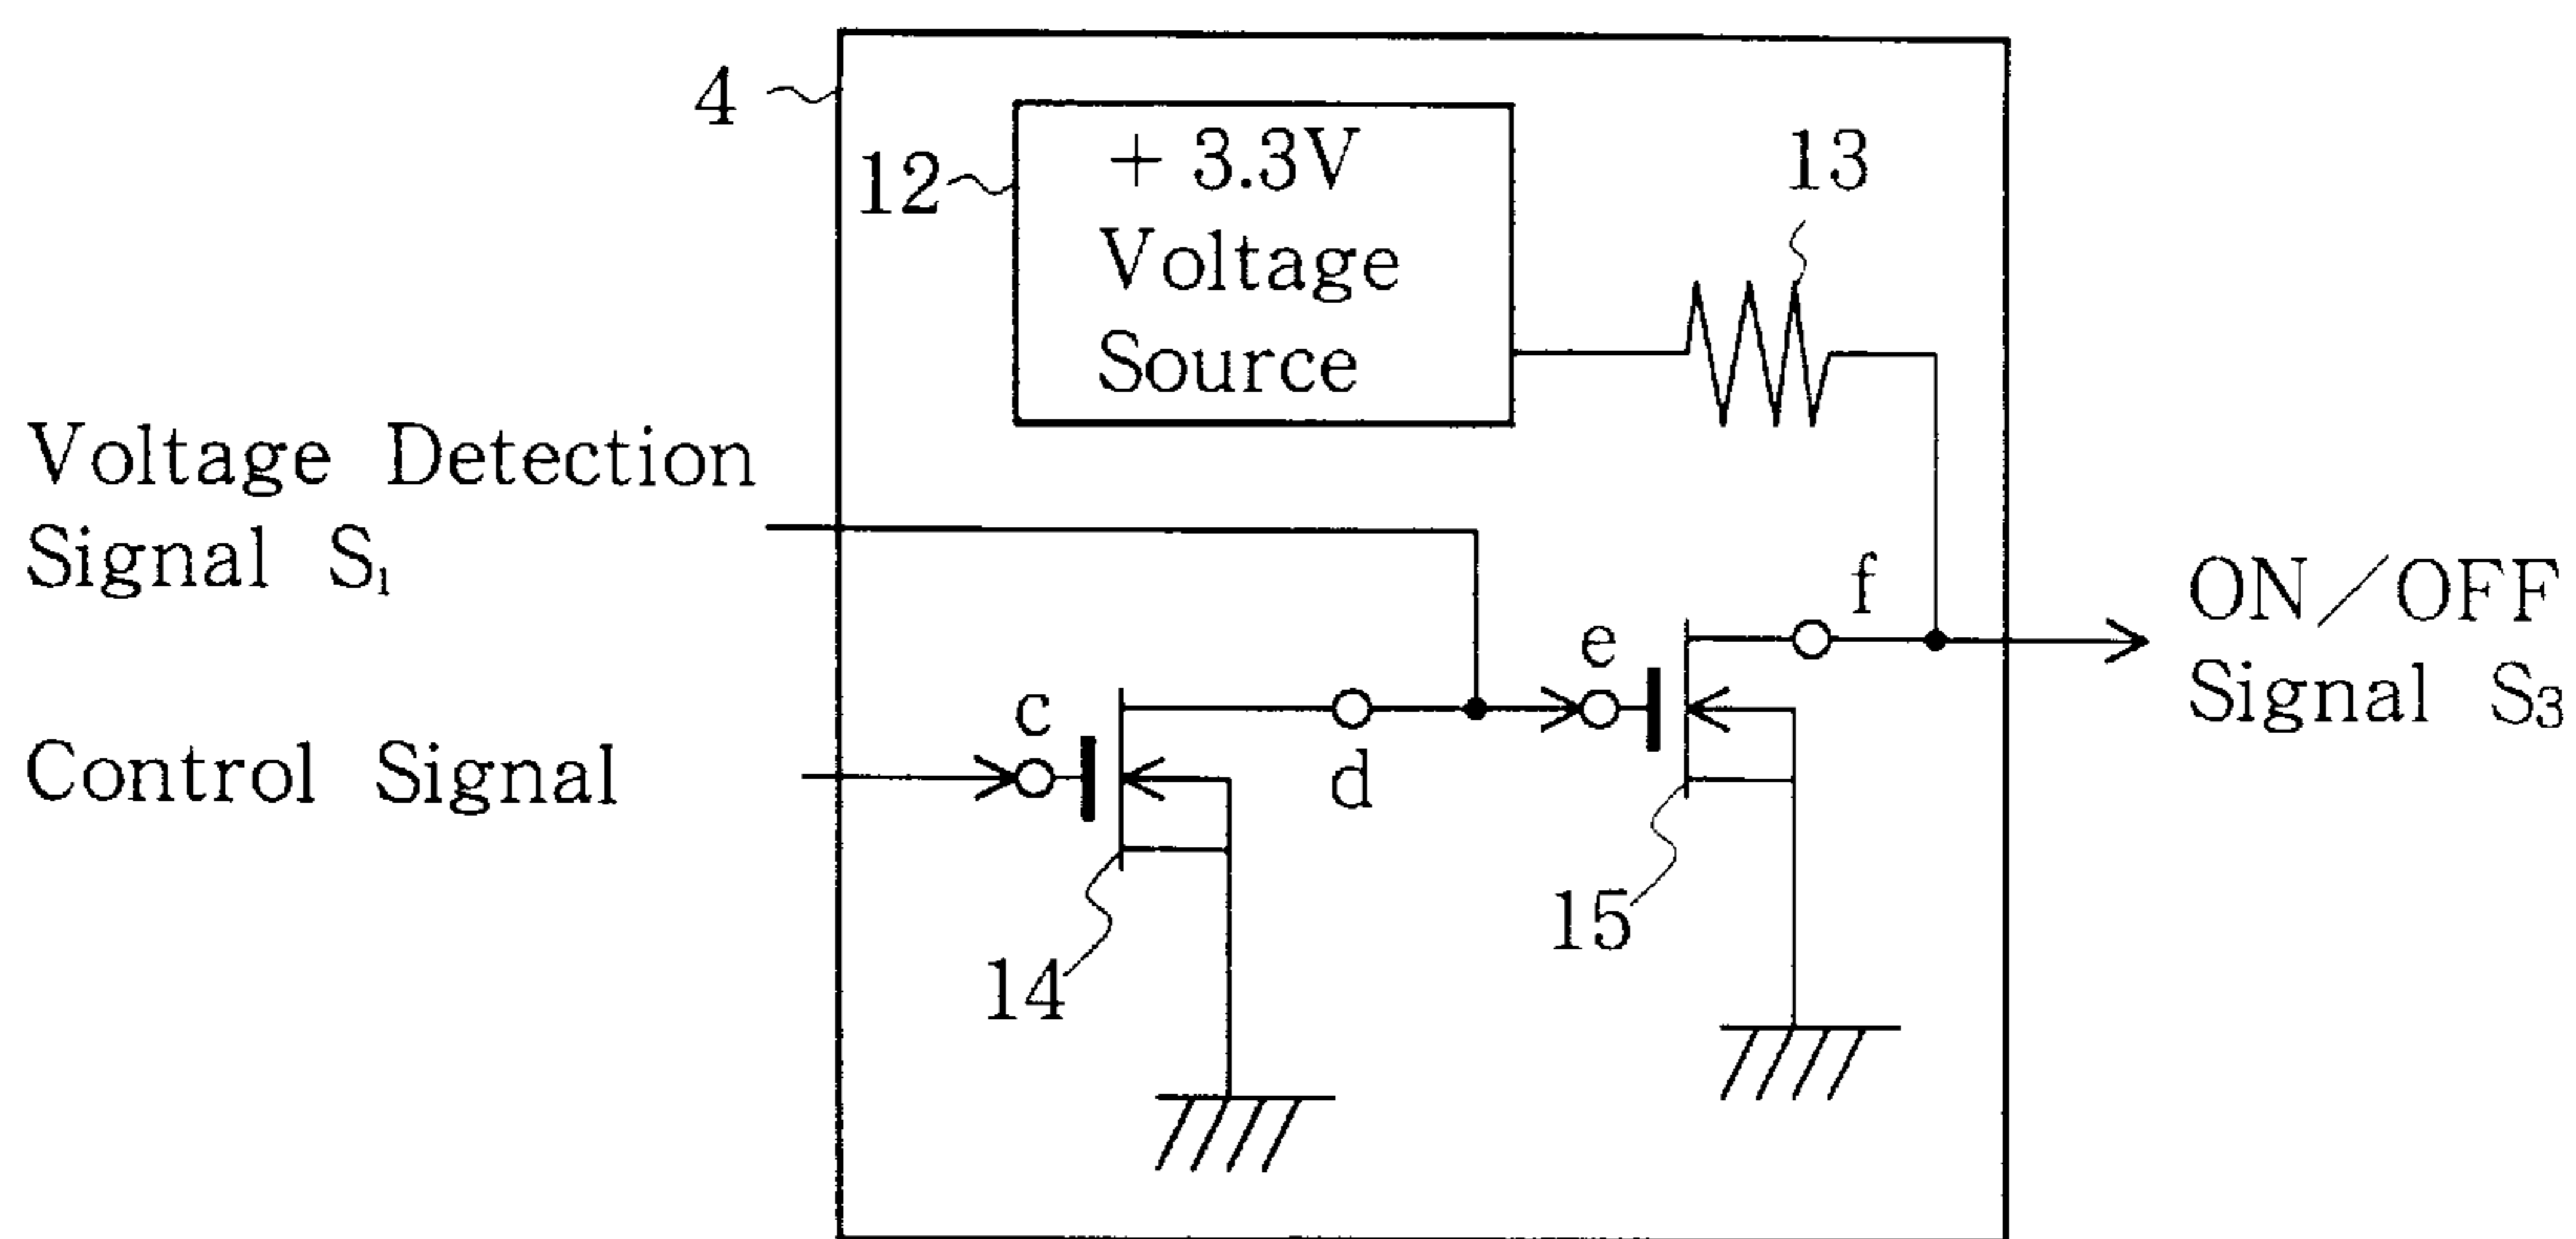 4
12
+ 3.3V
Voltage
Source
13
Voltage Detection
Signal S₁
Control Signal
c
d
e
f
14
15
ON/OFF
Signal S₃